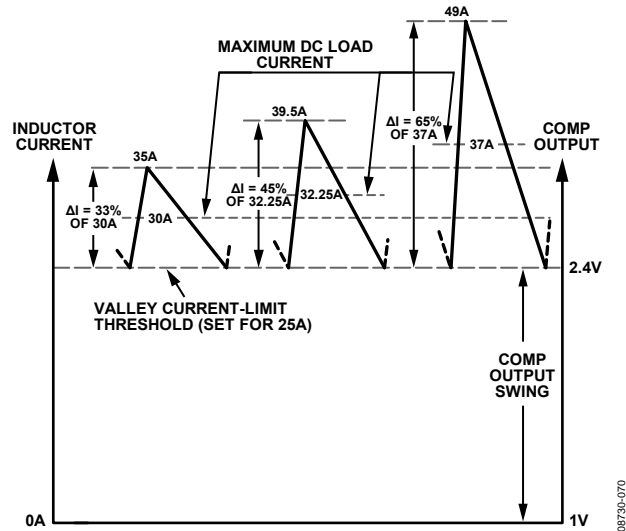 49A
MAXIMUM DC LOAD
CURRENT
39.5A
INDUCTOR
CURRENT
ΔI = 65%
OF 37A
COMP
OUTPUT
37A
35A
ΔI = 33%
OF 30A
ΔI = 45%
OF 32.25A
32.25A
30A
2.4V
VALLEY CURRENT-LIMIT
THRESHOLD (SET FOR 25A)
COMP
OUTPUT
SWING
0A
1V
08730-070